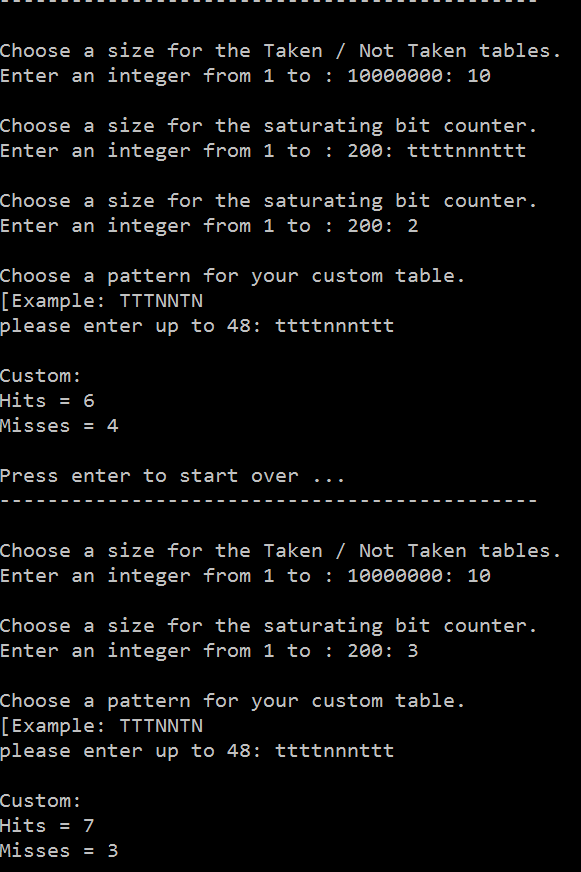 ---------------------------------------------
Choose a size for the Taken / Not Taken tables.
Enter an integer from 1 to : 10000000: 10
Choose a size for the saturating bit counter.
Enter an integer from 1 to : 200: ttttnnnttt
Choose a size for the saturating bit counter.
Enter an integer from 1 to : 200: 2
Choose a pattern for your custom table.
[Example: TTTNNTN
please enter up to 48: ttttnnnttt
Custom:
Hits = 6
Misses = 4
Press enter to start over ...
---------------------------------------------
Choose a size for the Taken / Not Taken tables.
Enter an integer from 1 to : 10000000: 10
Choose a size for the saturating bit counter.
Enter an integer from 1 to : 200: 3
Choose a pattern for your custom table.
[Example: TTTNNTN
please enter up to 48: ttttnnnttt
Custom:
Hits = 7
Misses = 3